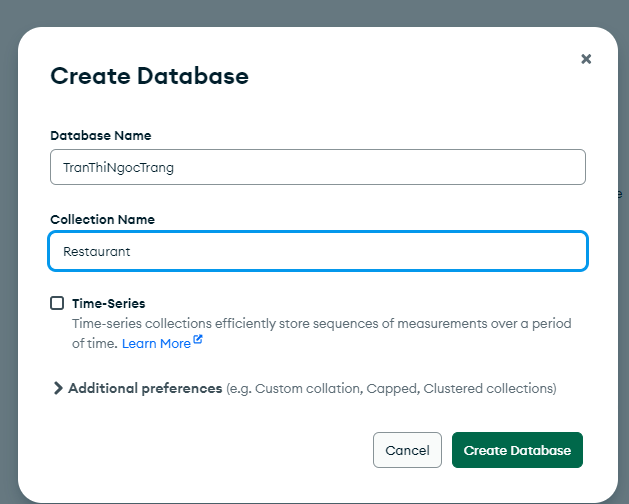 Create Database
Database Name
TranThiNgocTrang
Collection Name
Restaurant
Time-Series
Time-series collections efficiently store sequences of measurements over a period
of time. Learn More
Additional preferences (e.g. Custom collation, Capped, Clustered collections)
Cancel
Create Database